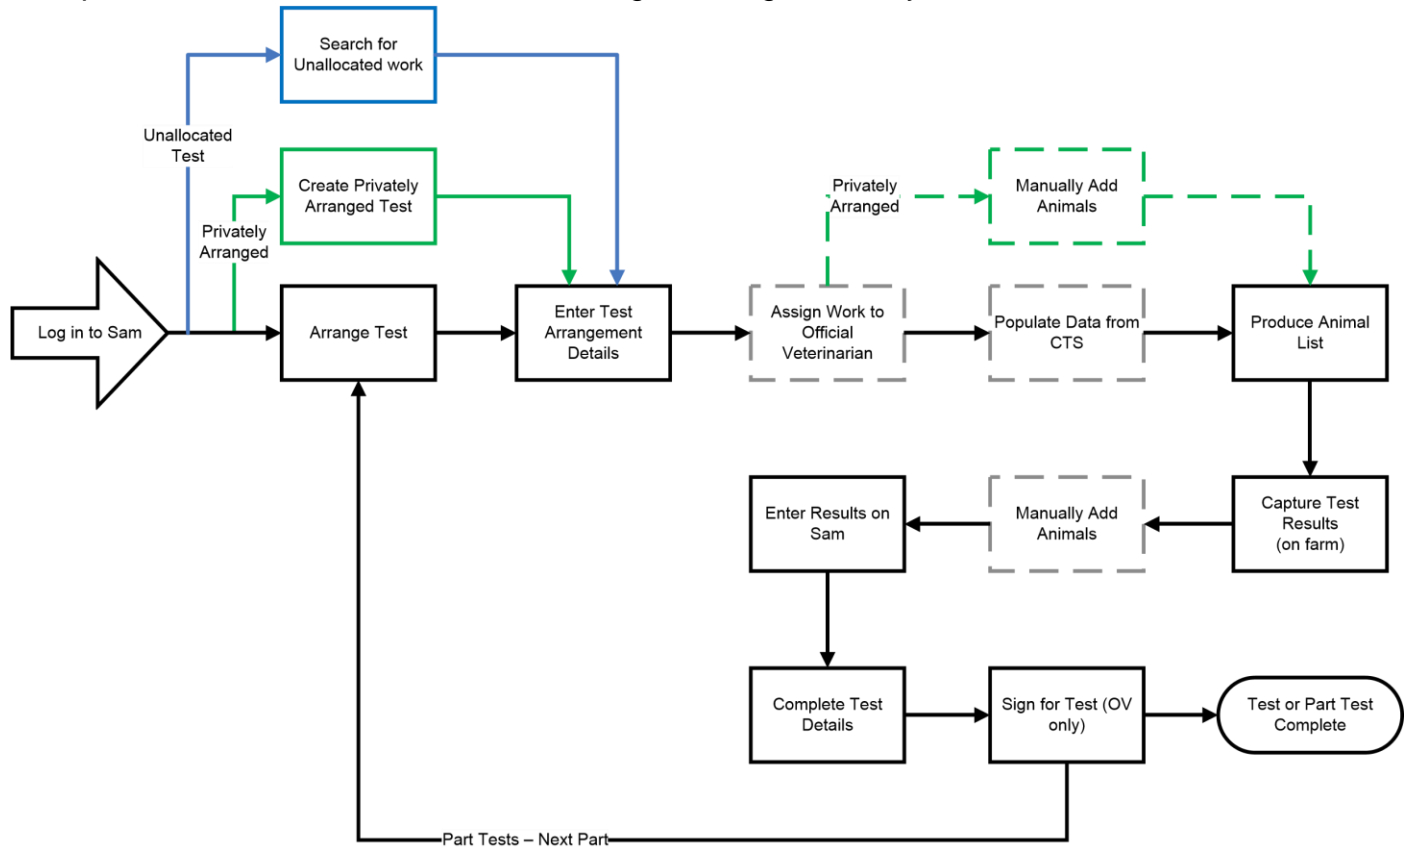 Search for
Unallocated work
Unallocated
Test
Create Privately
Arranged Test
Privately
Arranged
Privately
Arranged
Manually Add
Animals
Log in to Sam
Arrange Test
Enter Test
Arrangement
Details
Assign Work to
Official
Veterinarian
Populate Data from
CTS
Produce Animal
List
Enter Results on
Sam
Manually Add
Animals
Capture Test
Results
(on farm)
Complete Test
Details
Sign for Test (OV
only)
Test or Part Test
Complete
Part Tests – Next Part